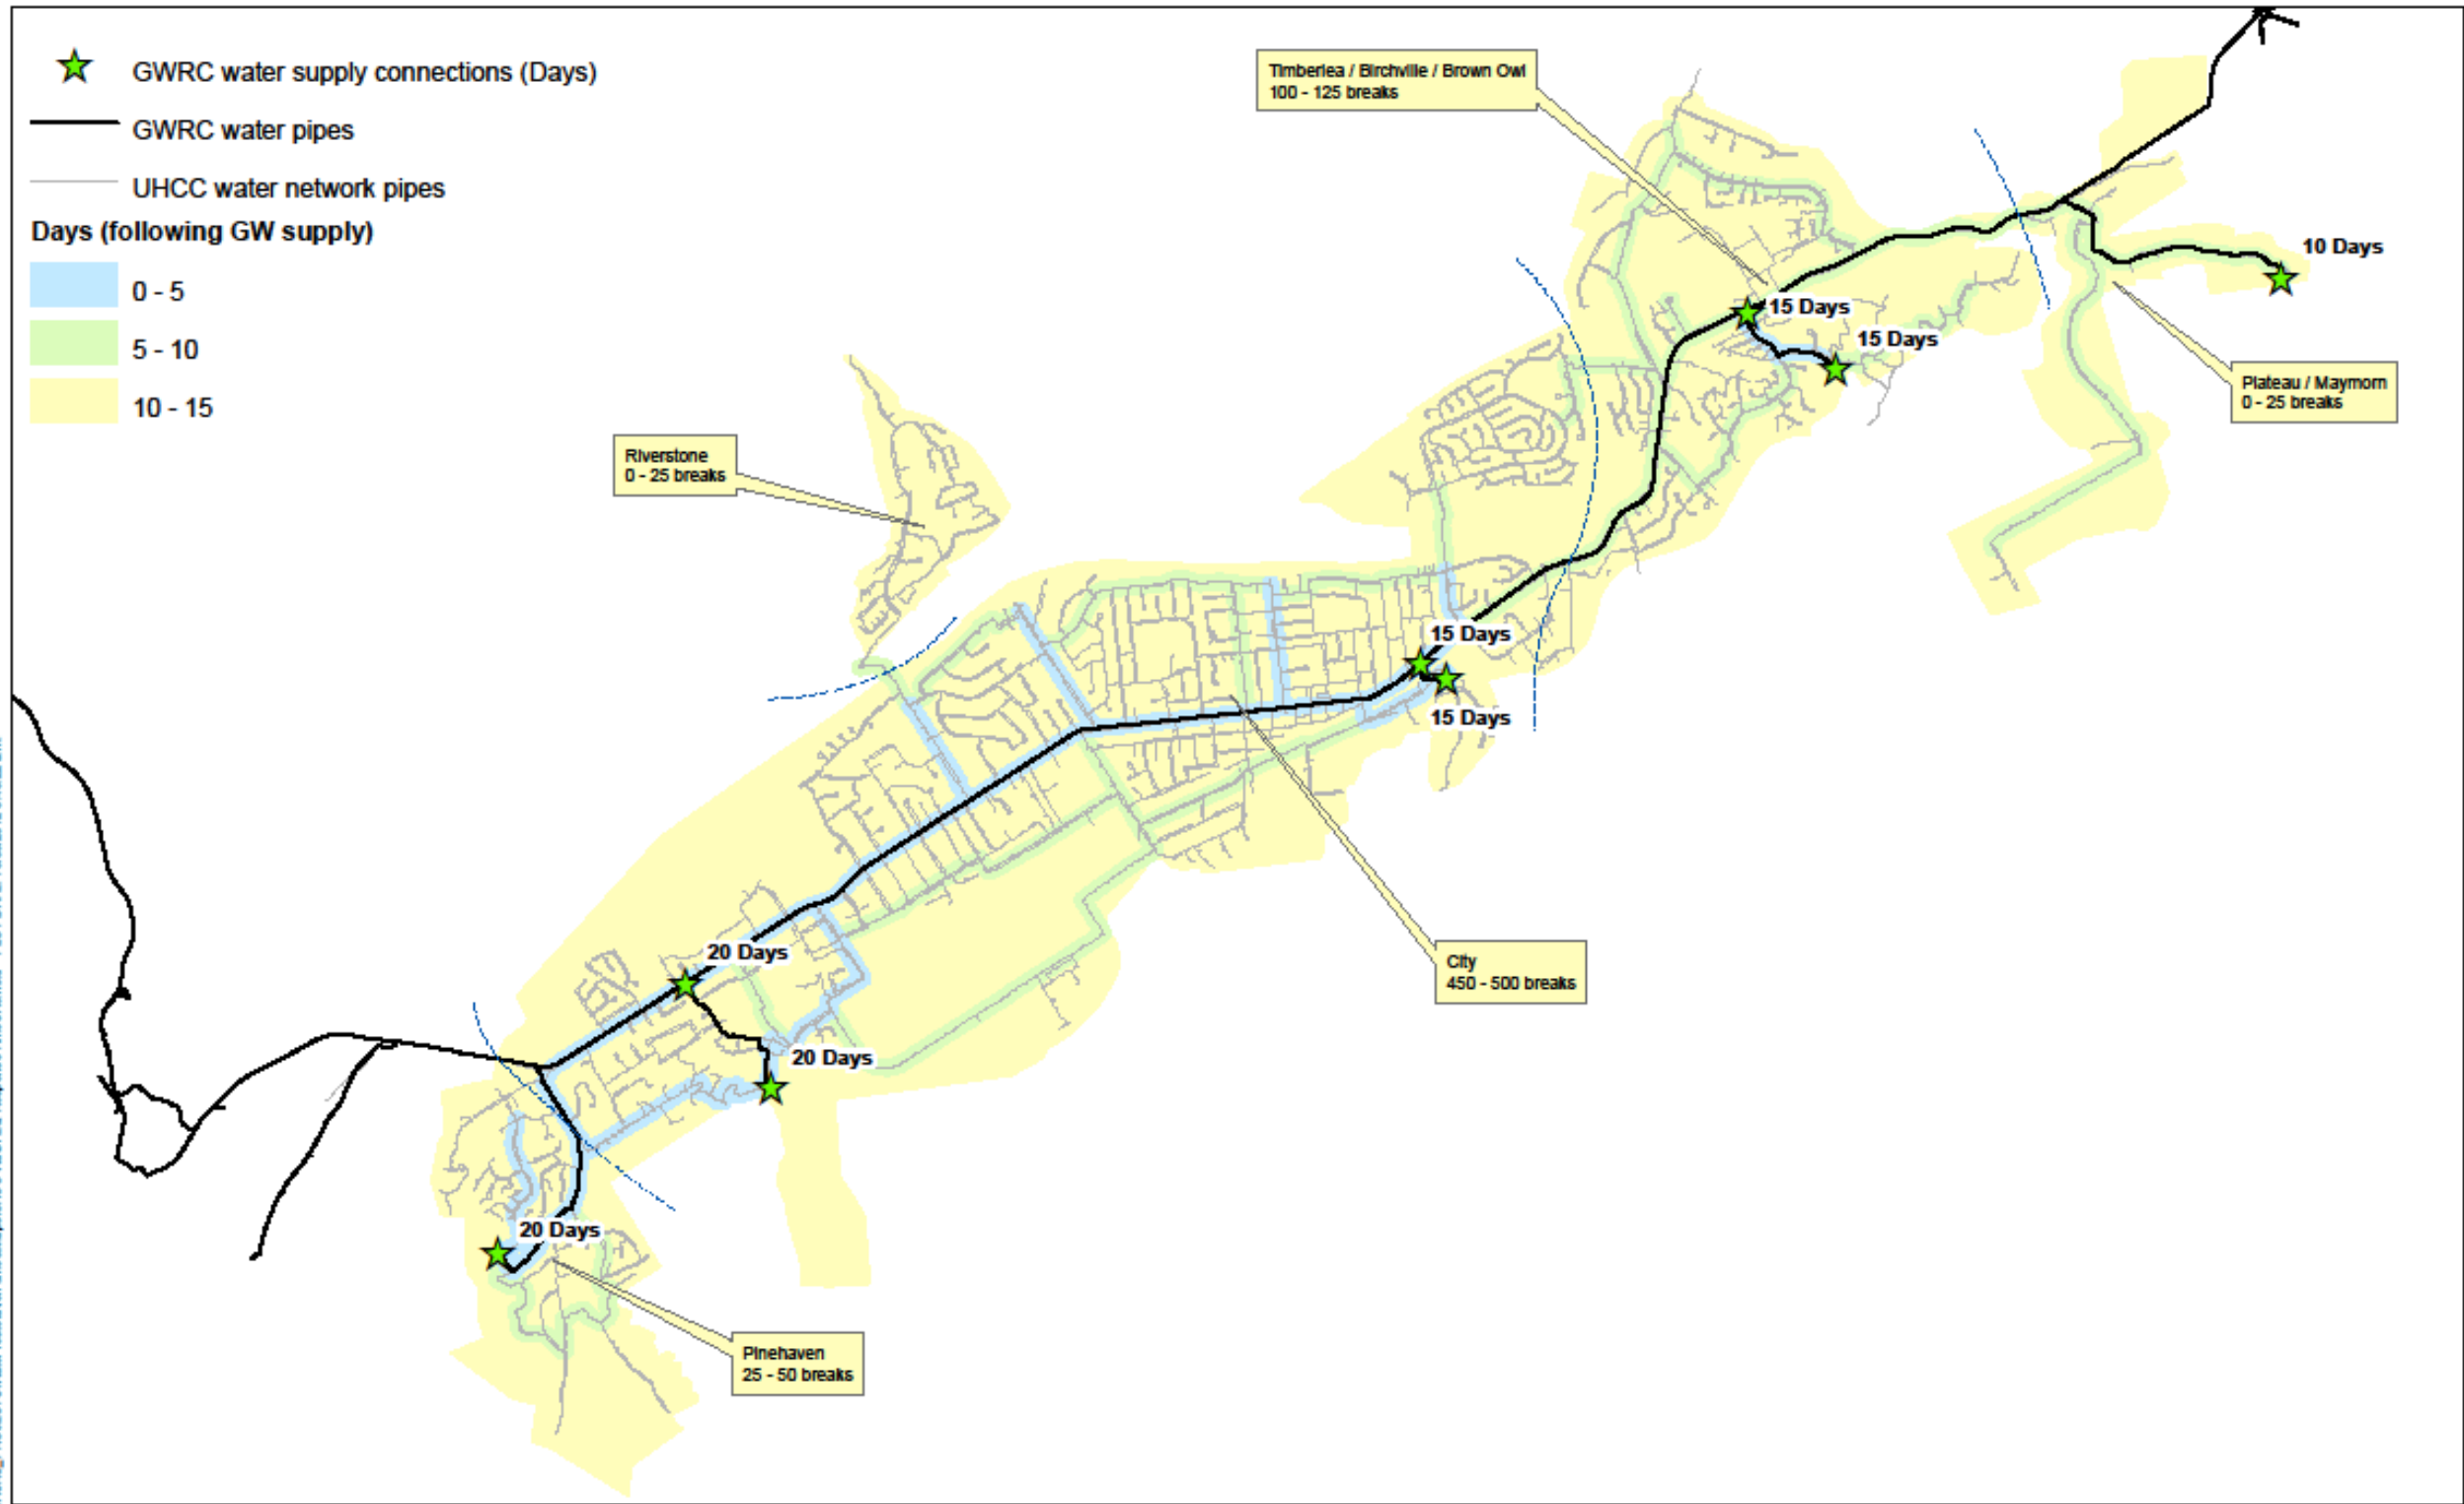 GWRC water supply connections (Days)
GWRC water pipes
UHCC water network pipes
Days (following GW supply)
0 - 5
5 - 10
10 - 15
Timberlea / Birchville / Brown Owl
100 - 125 breaks
10 Days
15 Days
15 Days
Plateau / Maymorn
0 - 25 breaks
Riverstone
0 - 25 breaks
15 Days
15 Days
20 Days
City
450 - 500 breaks
20 Days
20 Days
Pinehaven
25 - 50 breaks